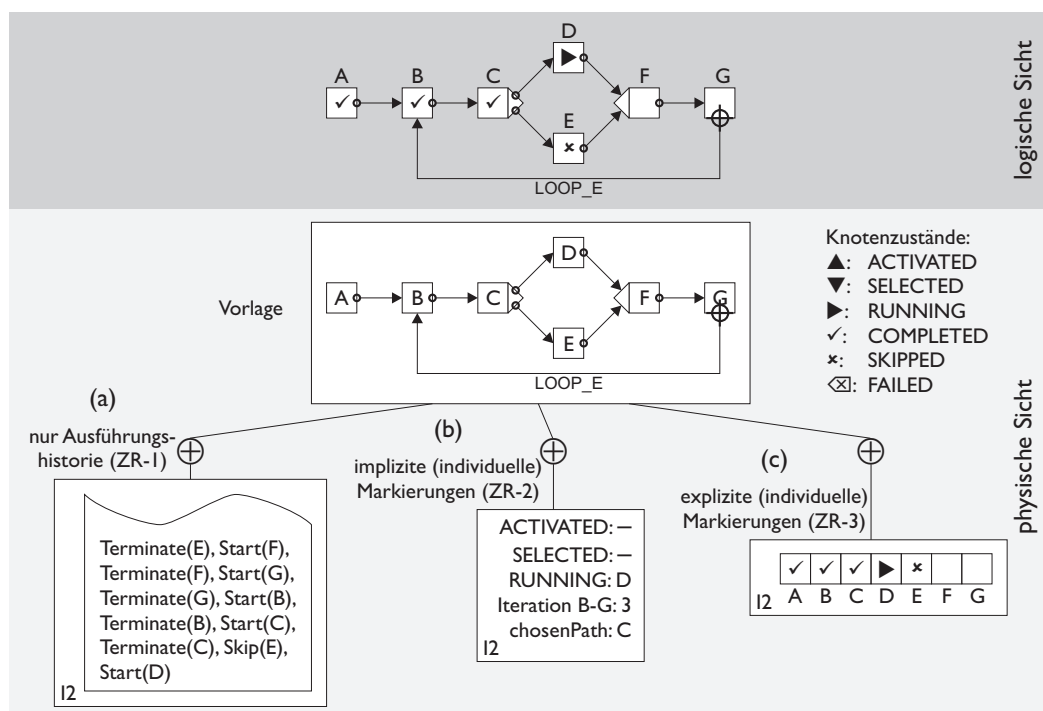 D
A B C F G
E
LOOP_E
logische Sicht
D
Vorlage A B C F G
E
LOOP_E
Knotenzustände:
▲: ACTIVATED
▼: SELECTED
▶: RUNNING
✓: COMPLETED
×: SKIPPED
⌫: FAILED
physische Sicht
(a)
nur Ausführungs-
historie (ZR-1)
Terminate(E), Start(F),
Terminate(F), Start(G),
Terminate(G), Start(B),
Terminate(B), Start(C),
Terminate(C), Skip(E),
Start(D)
I2
(b)
implizite (individuelle)
Markierungen (ZR-2)
ACTIVATED: –
SELECTED: –
RUNNING: D
Iteration B-G: 3
chosenPath: C
I2
(c)
explizite (individuelle)
Markierungen (ZR-3)
✓ ✓ ✓ ▶ ×
I2 A B C D E F G